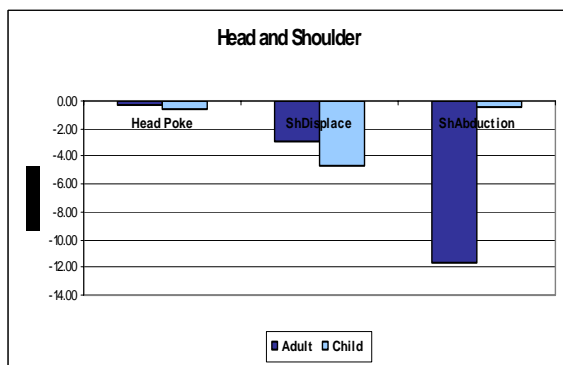 Head and Shoulder
0.00
Head Poke ShDisplace ShAbduction
-2.00
-4.00
-6.00
-8.00
-10.00
-12.00
-14.00
Adult Child